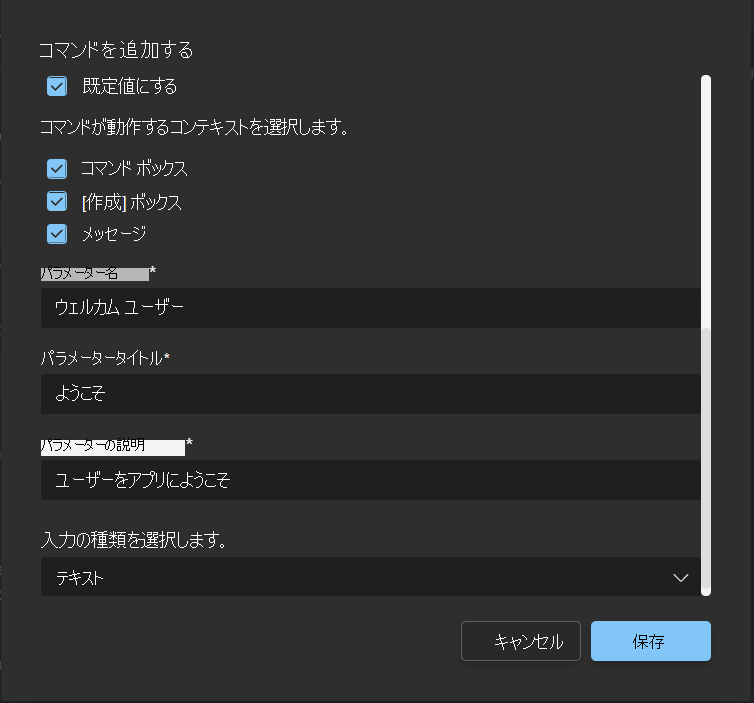 コマンドを追加する
既定値にする
コマンドが動作するコンテキストを選択します。
コマンド ボックス
[作成] ボックス
メッセージ
パラメーター名*
ウェルカム ユーザー
パラメータータイトル*
ようこそ
パラメーターの説明*
ユーザーをアプリにようこそ
入力の種類を選択します。
テキスト
キャンセル 保存